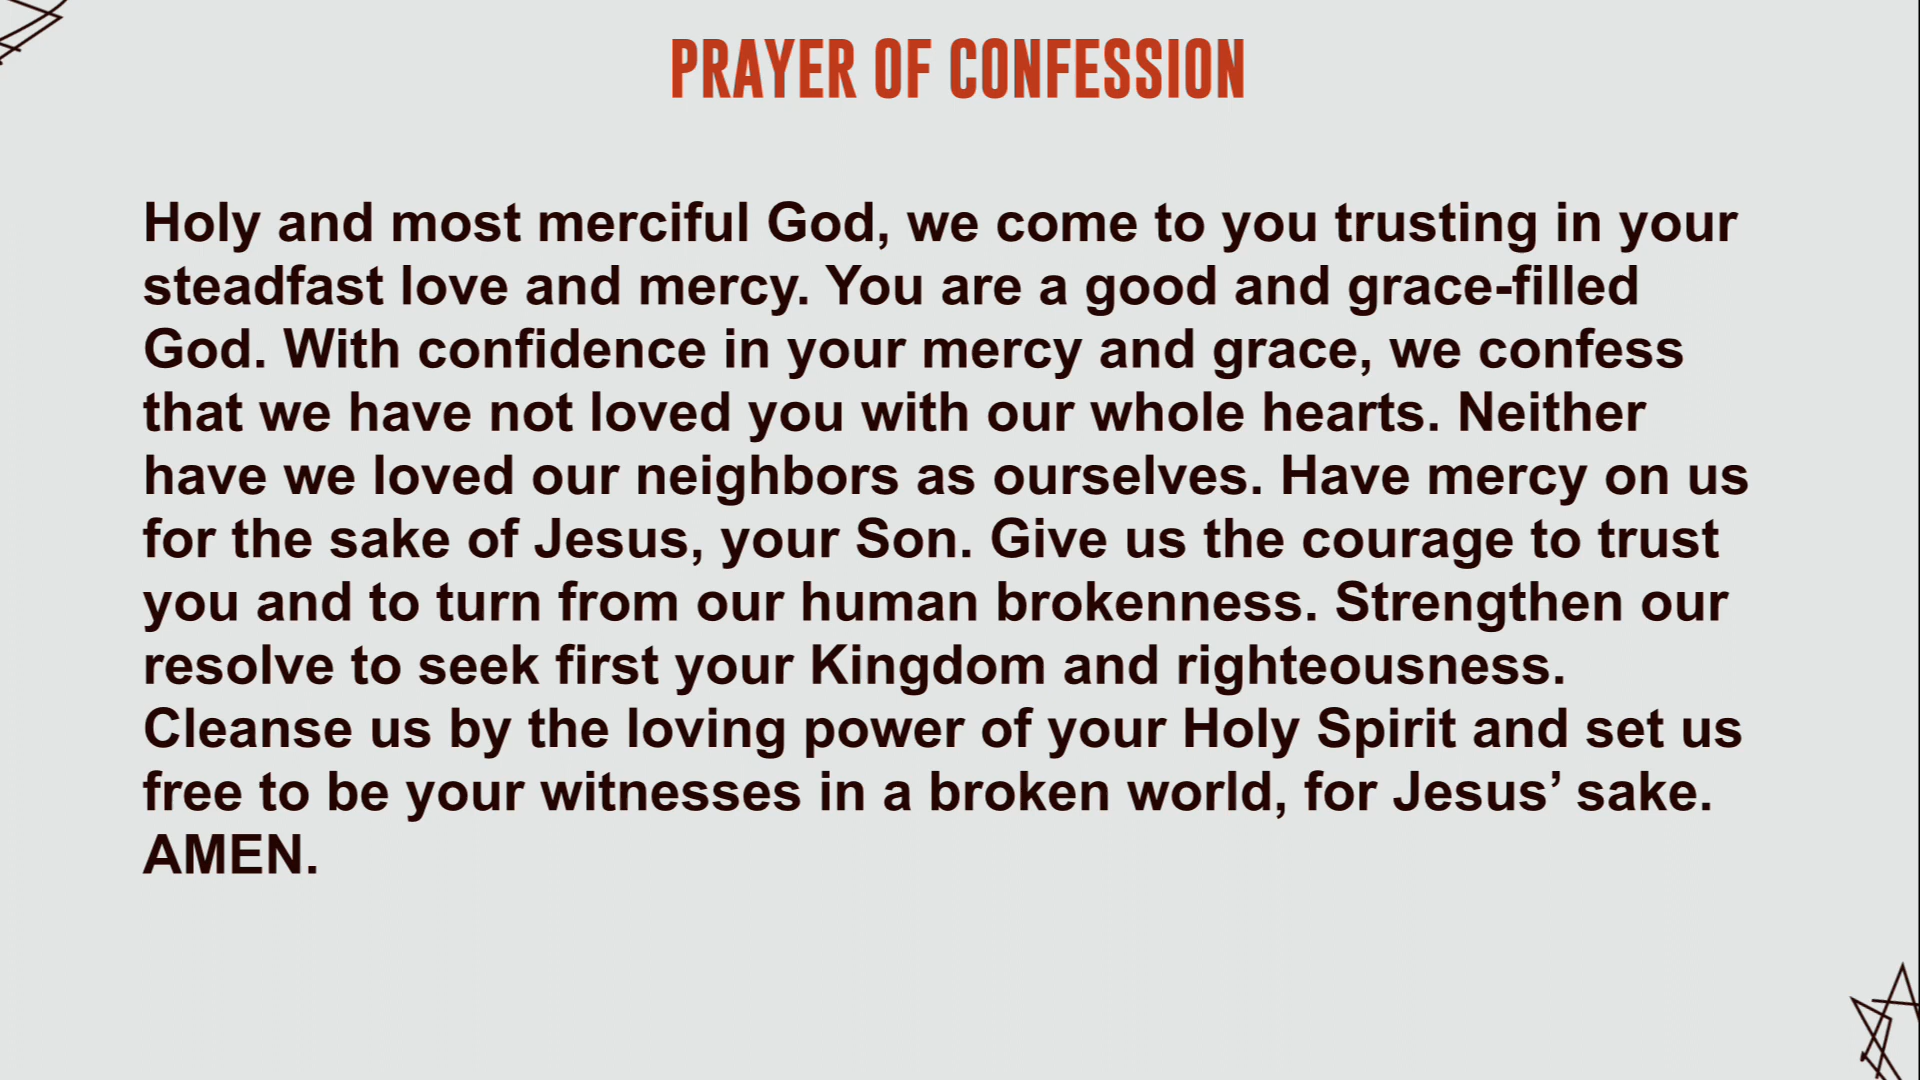 PRAYER OF CONFESSION
Holy and most merciful God, we come to you trusting in your
steadfast love and mercy. You are a good and grace-filled
God. With confidence in your mercy and grace, we confess
that we have not loved you with our whole hearts. Neither
have we loved our neighbors as ourselves. Have mercy on us
for the sake of Jesus, your Son. Give us the courage to trust
you and to turn from our human brokenness. Strengthen our
resolve to seek first your Kingdom and righteousness.
Cleanse us by the loving power of your Holy Spirit and set us
free to be your witnesses in a broken world, for Jesus’ sake.
AMEN.